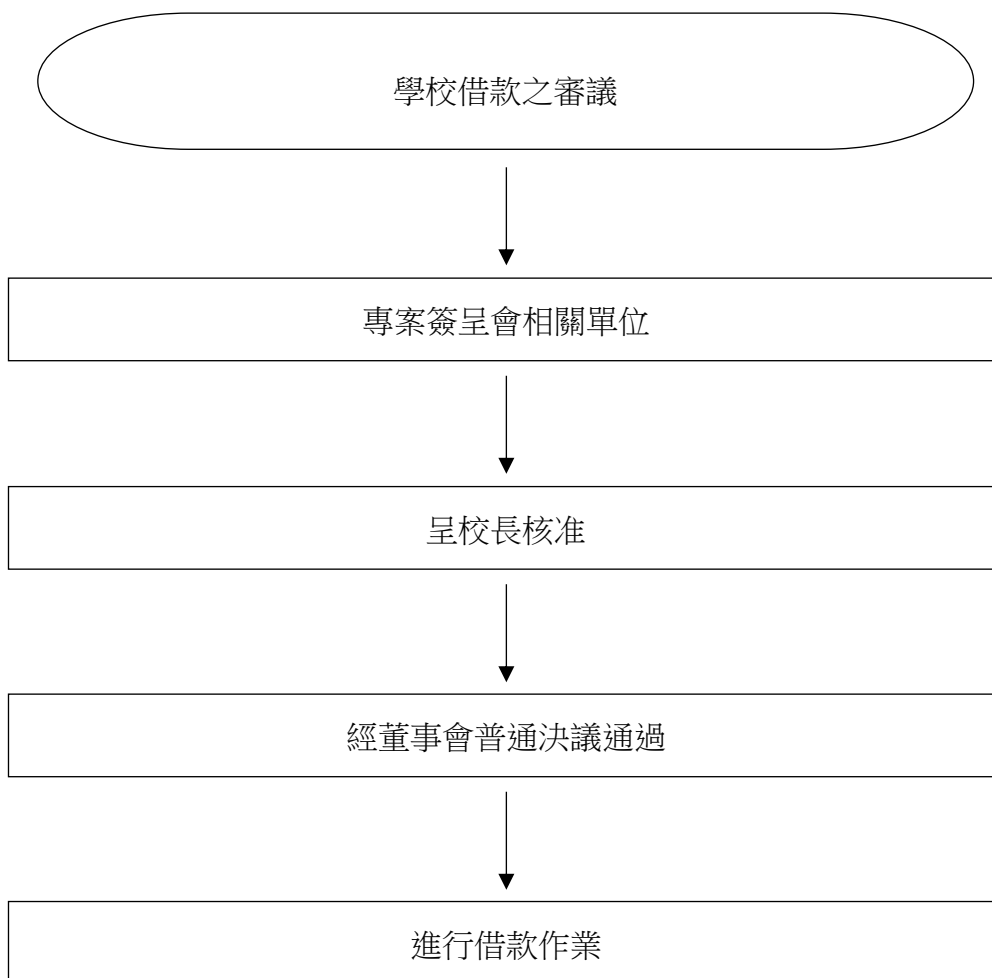 學校借款之審議
專案簽呈會相關單位
呈校長核准
經董事會普通決議通過
進行借款作業